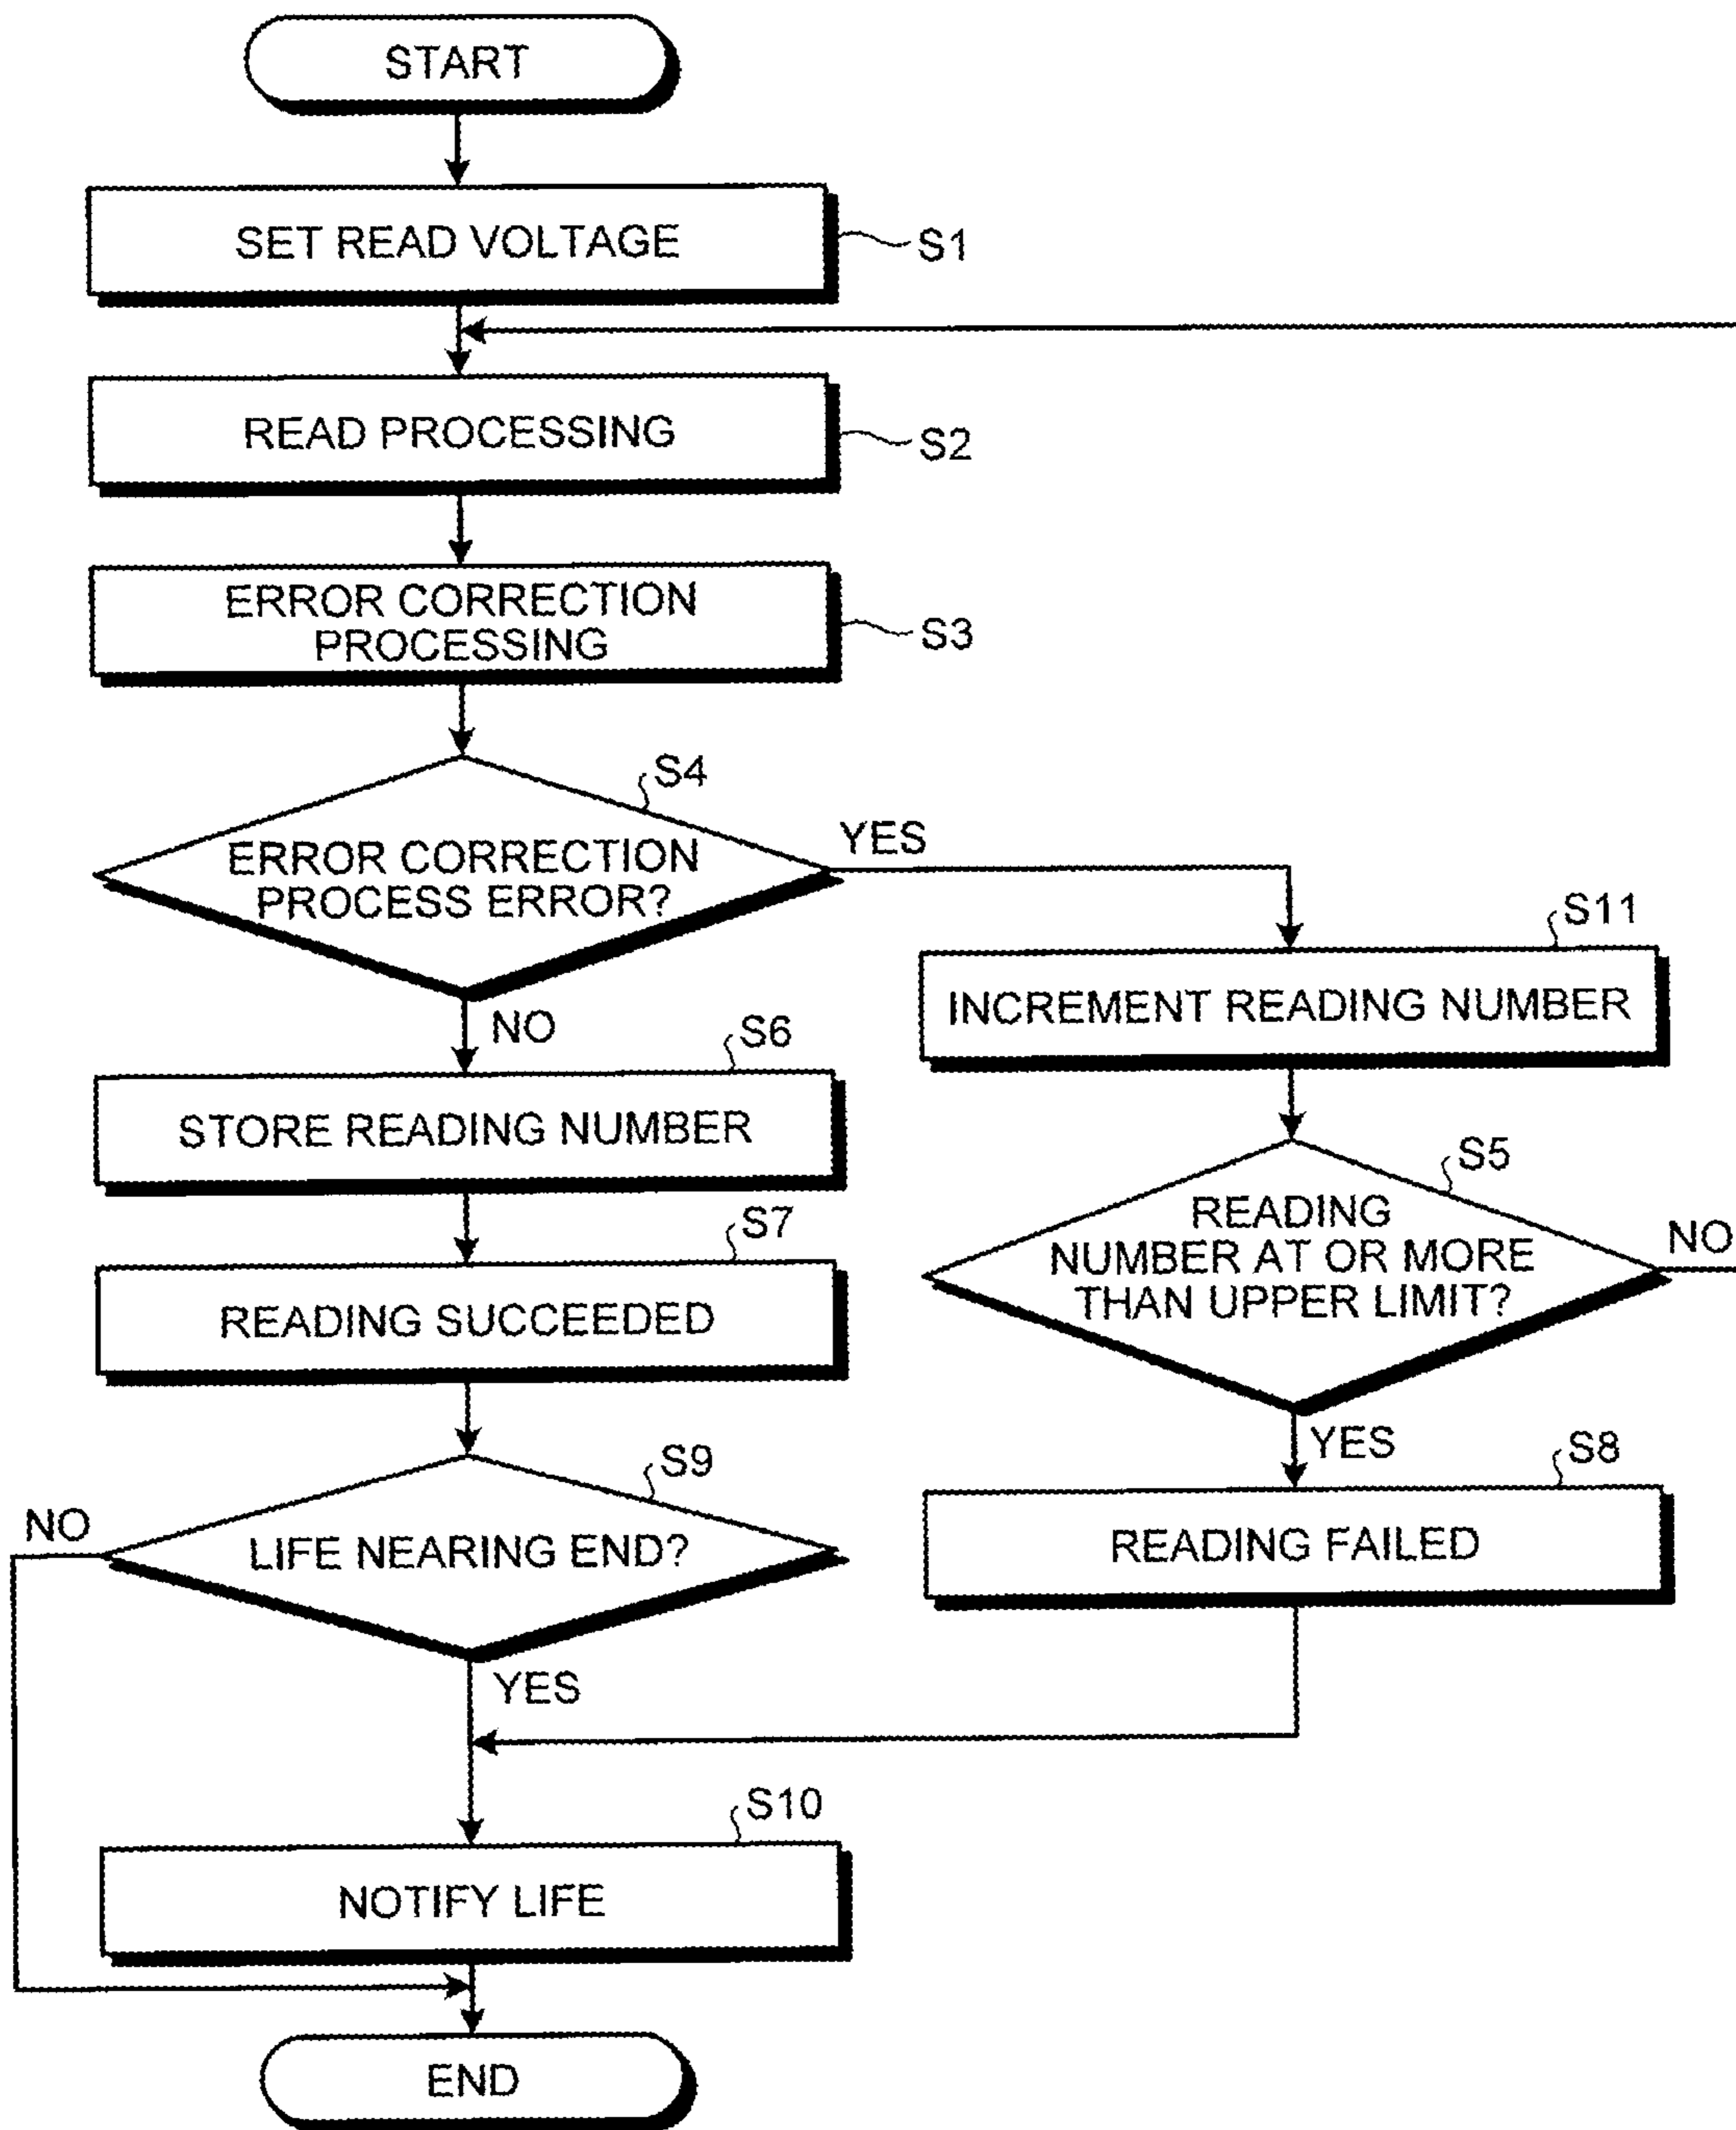 START
SET READ VOLTAGE
S1
READ PROCESSING
S2
ERROR CORRECTION
PROCESSING
S3
S4
ERROR CORRECTION
PROCESS ERROR?
YES
NO
S11
INCREMENT READING NUMBER
S6
STORE READING NUMBER
S5
READING
NUMBER AT OR MORE
THAN UPPER LIMIT?
NO
YES
S7
READING SUCCEEDED
S8
READING FAILED
S9
LIFE NEARING END?
NO
YES
S10
NOTIFY LIFE
END